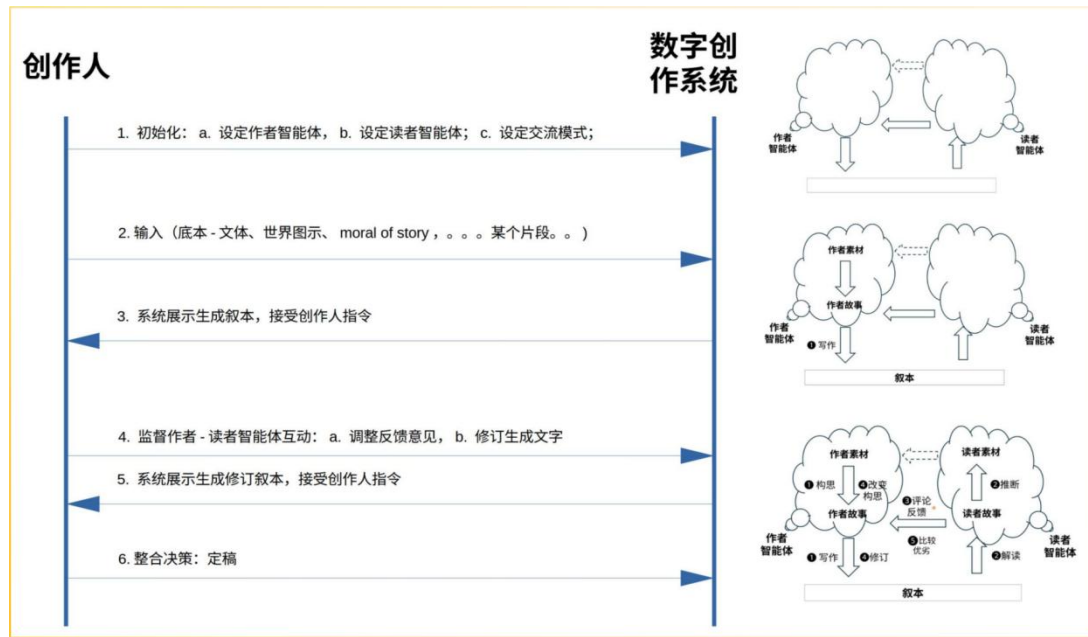 创作人
数字创
作系统
1. 初始化： a. 设定作者智能体， b. 设定读者智能体； c. 设定交流模式；
2. 输入（底本 - 文体、世界图示、 moral of story ，。。。某个片段。。 )
3. 系统展示生成叙本，接受创作人指令
4. 监督作者 - 读者智能体互动： a. 调整反馈意见， b. 修订生成文字
5. 系统展示生成修订叙本，接受创作人指令
6. 整合决策：定稿
作者
智能体
读者
智能体
作者素材
作者故事
作者
智能体
读者
智能体
❶ 写作
叙本
作者素材
读者素材
❶ 构思
❹改变
构思
❷推断
❸评论
反馈
作者故事
读者故事
作者
智能体
❺比较
优劣
读者
智能体
❶ 写作
❹修订
❷解读
叙本